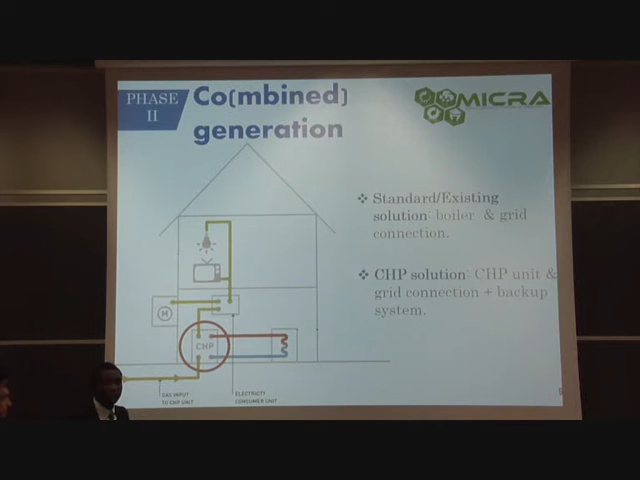 PHASE
II
Co(mbined)
generation
MICRA
❖ Standard/Existing
solution: boiler & grid
connection.
❖ CHP solution: CHP unit &
grid connection + backup
system.
M
CHP
GAS INPUT
TO CHP UNIT
ELECTRICITY
CONSUMER UNIT